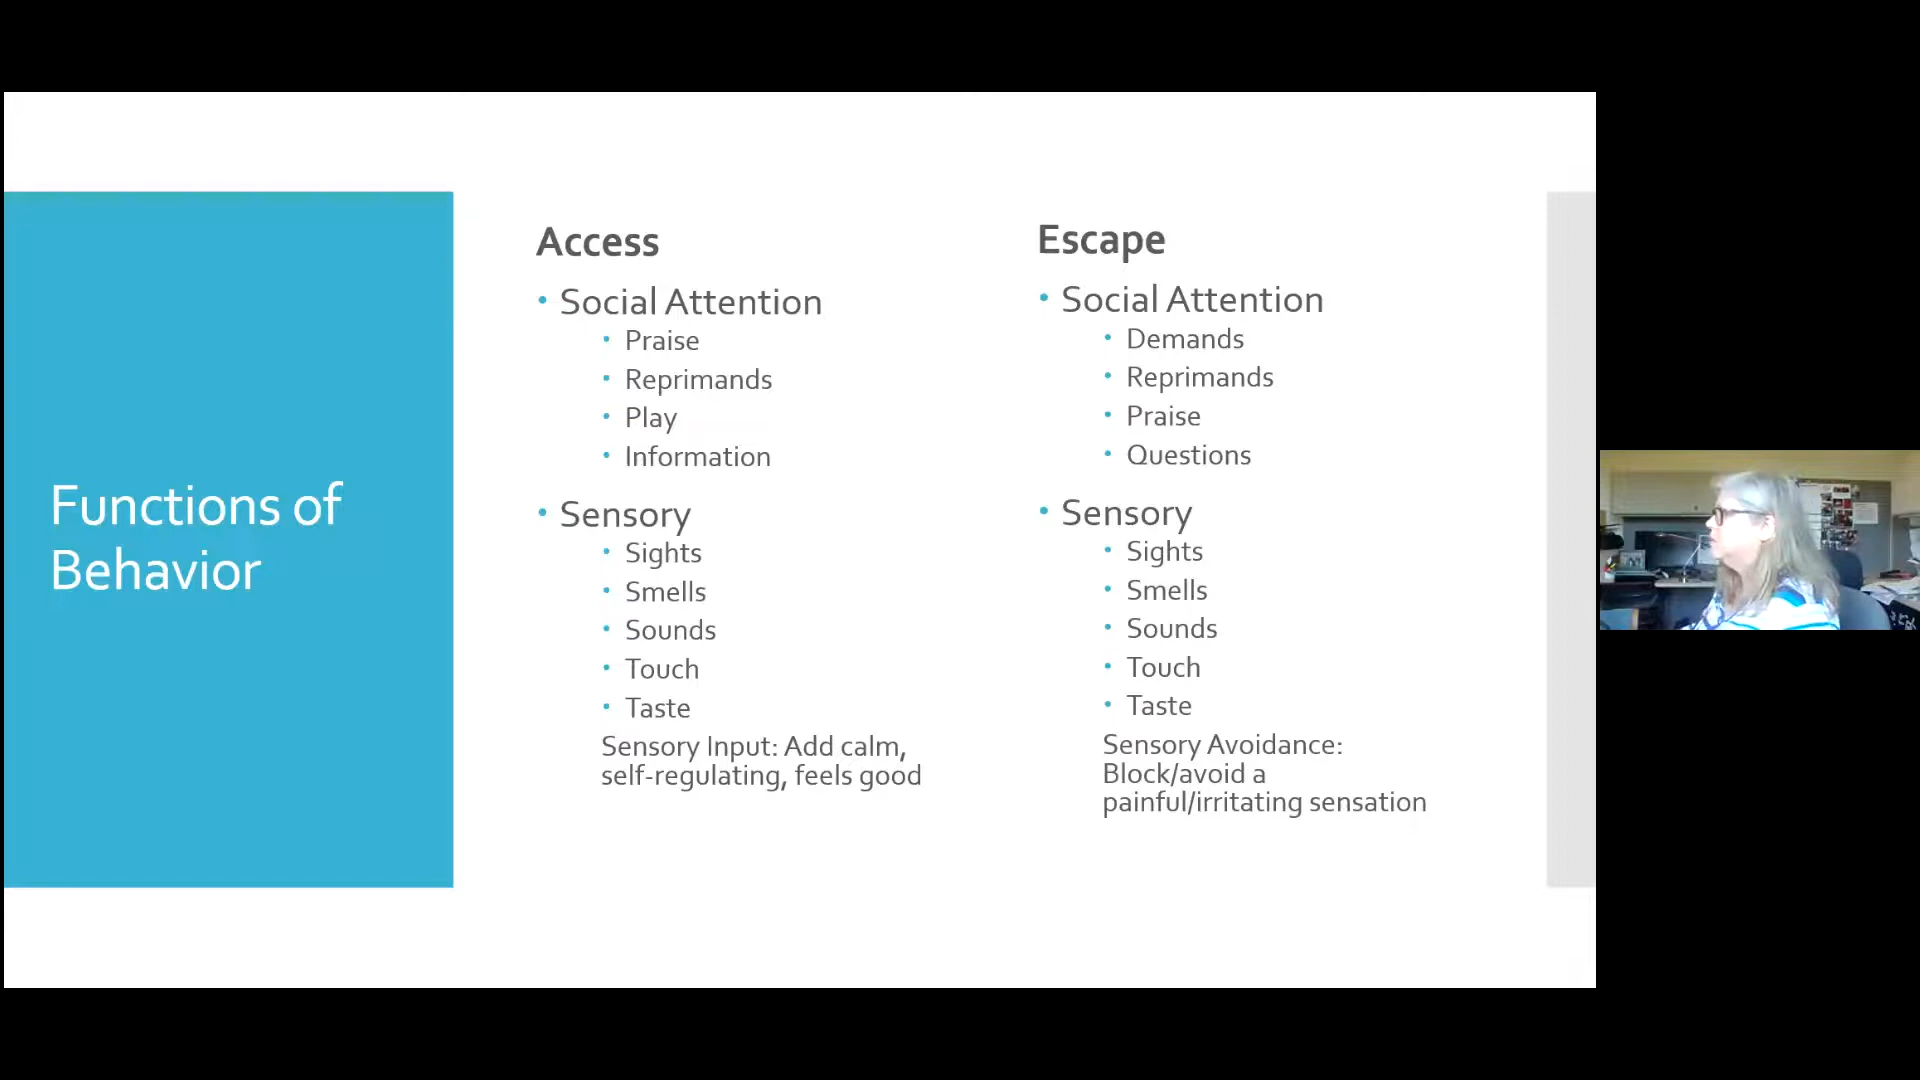 Functions of
Behavior
Access
Social Attention
Praise
Reprimands
Play
Information
Sensory
Sights
Smells
Sounds
Touch
Taste
Sensory Input: Add calm,
self-regulating, feels good
Escape
Social Attention
Demands
Reprimands
Praise
Questions
Sensory
Sights
Smells
Sounds
Touch
Taste
Sensory Avoidance:
Block/avoid a
painful/irritating sensation